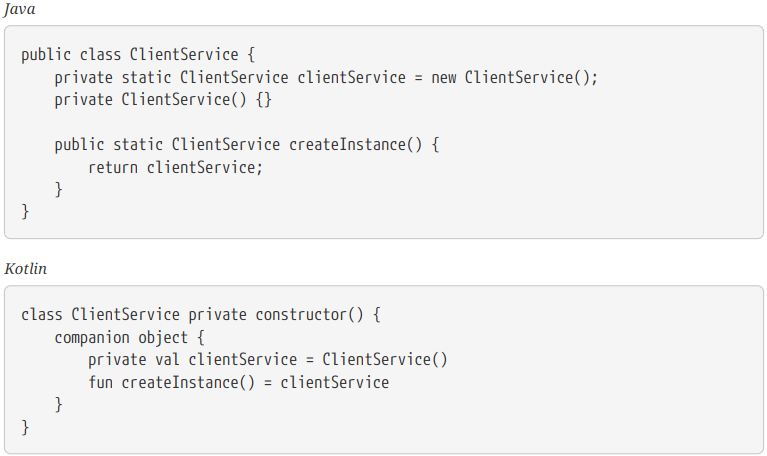 Java
public class ClientService {
    private static ClientService clientService = new ClientService();
    private ClientService() {}

    public static ClientService createInstance() {
        return clientService;
    }
}
Kotlin
class ClientService private constructor() {
    companion object {
        private val clientService = ClientService()
        fun createInstance() = clientService
    }
}